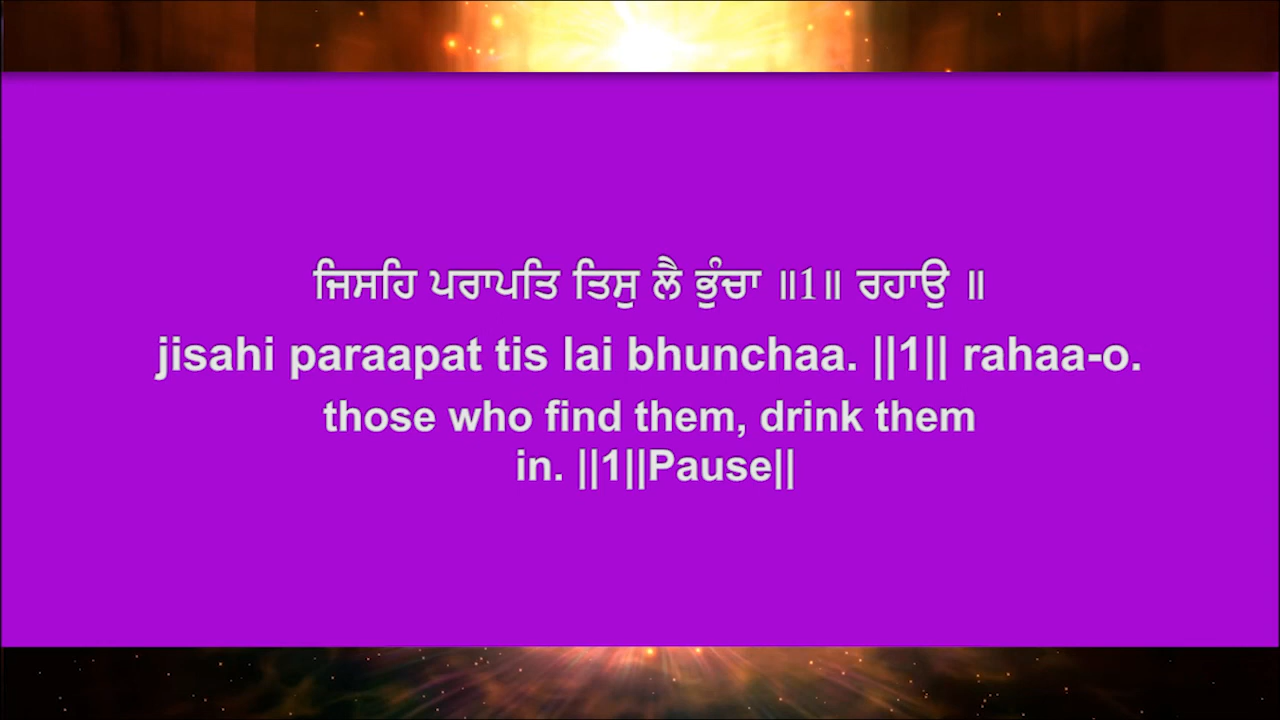 ਜਿਸਹਿ ਪਰਾਪਤਿ ਤਿਸੁ ਲੈ ਭੁੰਚਾ ॥1॥ ਰਹਾਉ ॥
jisahi paraapat tis lai bhunchaa. ||1|| rahaa-o.
those who find them, drink them
in. ||1||Pause||